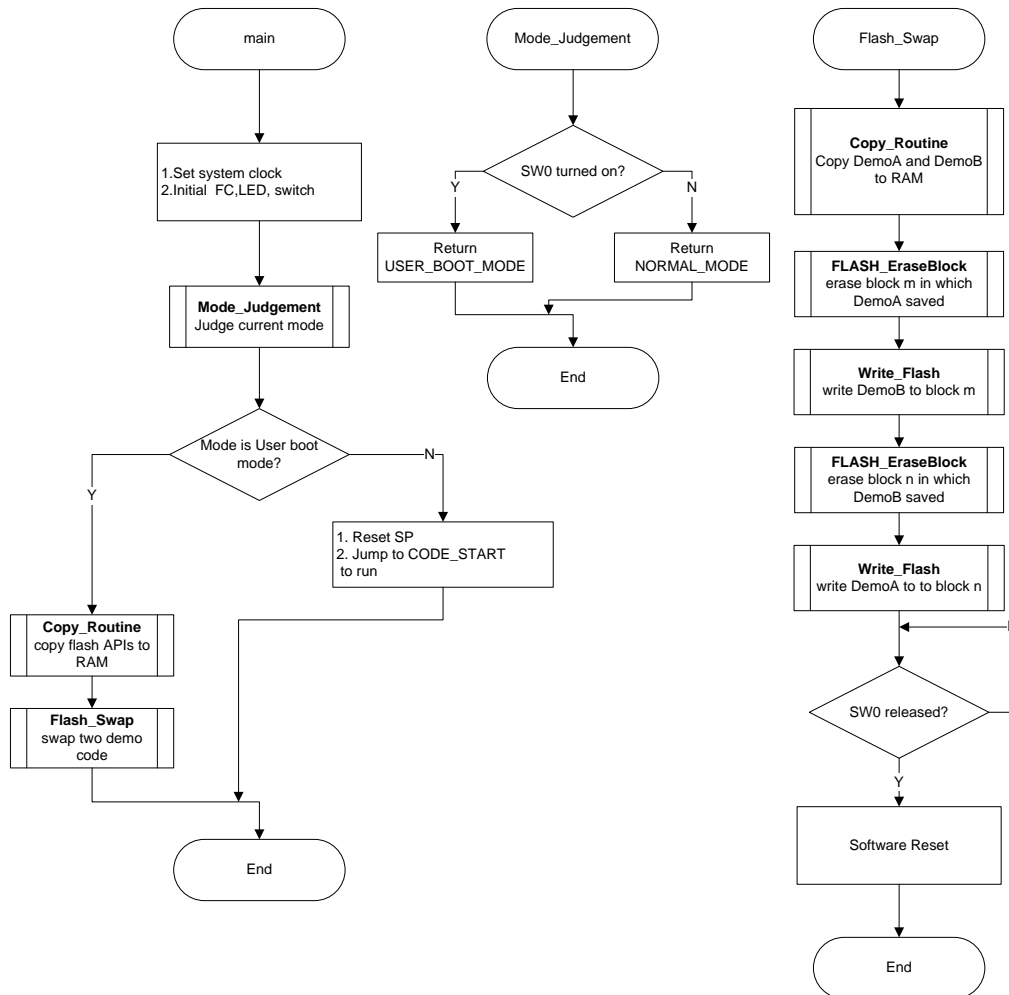 main
1.Set system clock
2.Initial  FC,LED, switch
Mode_Judgement
Judge current mode
Mode is User boot
mode?
Y
N
1. Reset SP
2. Jump to CODE_START
to run
Copy_Routine
copy flash APIs to
RAM
Flash_Swap
swap two demo
code
End
Mode_Judgement
SW0 turned on?
Y
N
Return
USER_BOOT_MODE
Return
NORMAL_MODE
End
Flash_Swap
Copy_Routine
Copy DemoA and DemoB
to RAM
FLASH_EraseBlock
erase block m in which
DemoA saved
Write_Flash
write DemoB to block m
FLASH_EraseBlock
erase block n in which
DemoB saved
Write_Flash
write DemoA to to block n
SW0 released?
Y
Software Reset
End